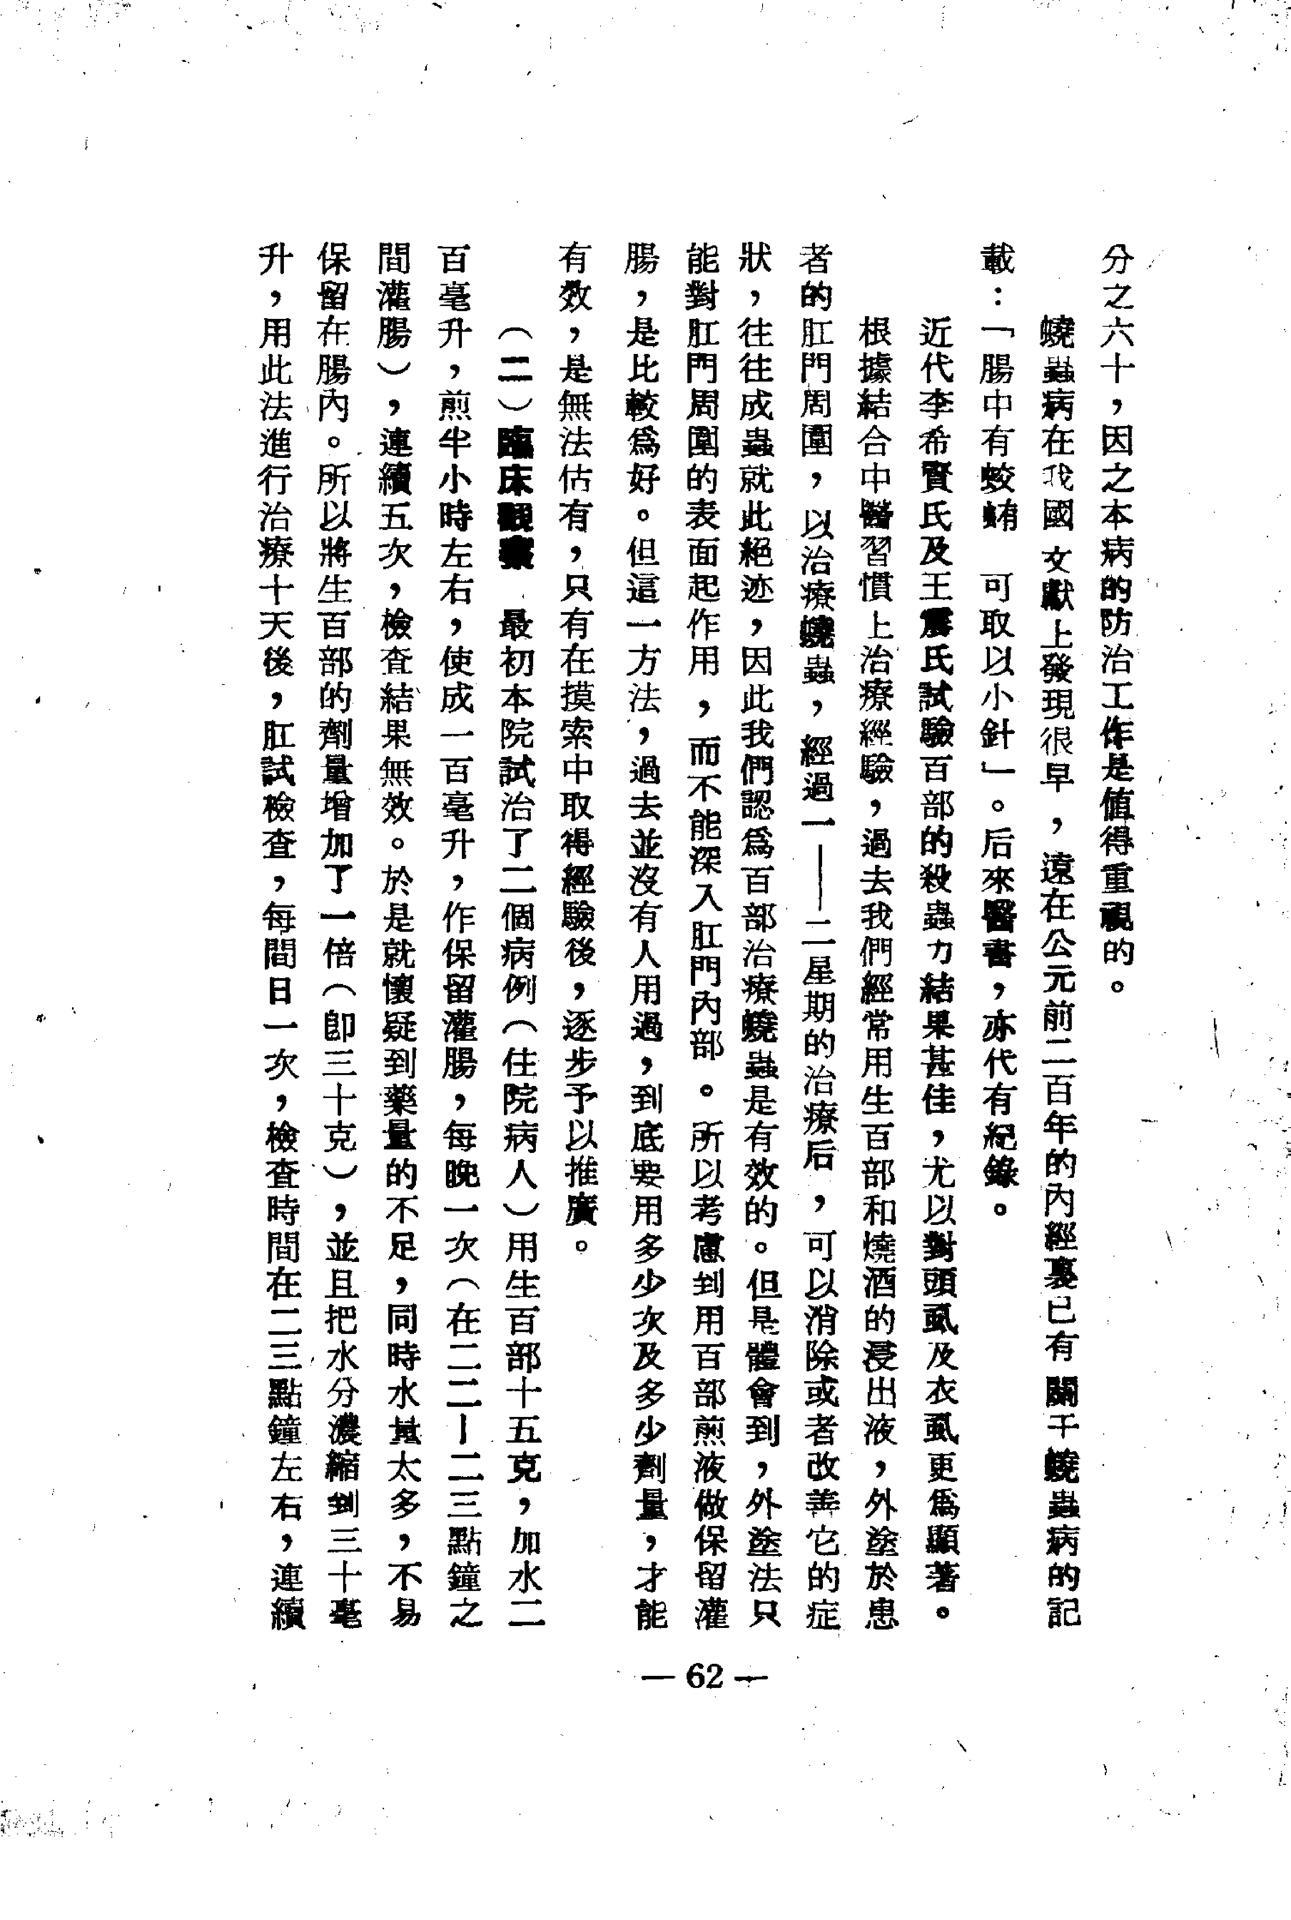 分之六十，因之本病的防治工作是值得重視的。
蟯蟲病在我國文獻上發現很早，遠在公元前二百年的內經裏已有關于蟯蟲病的記
載：「腸中有蛟蛕　可取以小針」。后來醫書，亦代有紀錄。
近代李希賢氏及王震氏試驗百部的殺蟲力結果甚佳，尤以對頭虱及衣虱更爲顯著。
根據結合中醫習慣上治療經驗，過去我們經常用生百部和燒酒的浸出液，外塗於患
者的肛門周圍，以治療蟯蟲，經過一——二星期的治療后，可以消除或者改善它的症
狀，往往成蟲就此絕迹，因此我們認爲百部治療蟯蟲是有效的。但是體會到，外塗法只
能對肛門周圍的表面起作用，而不能深入肛門內部。所以考慮到用百部煎液做保留灌
腸，是比較爲好。但這一方法，過去並沒有人用過，到底要用多少次及多少劑量，才能
有效，是無法估有，只有在摸索中取得經驗後，逐步予以推廣。
（二）臨床觀察　最初本院試治了二個病例（住院病人）用生百部十五克，加水二
百毫升，煎半小時左右，使成一百毫升，作保留灌腸，每晚一次（在二二—二三點鐘之
間灌腸），連續五次，檢查結果無效。於是就懷疑到藥量的不足，同時水量太多，不易
保留在腸內。所以將生百部的劑量增加了一倍（卽三十克），並且把水分濃縮到三十毫
升，用此法進行治療十天後，肛試檢查，每間日一次，檢查時間在二三點鐘左右，連續
— 62 —